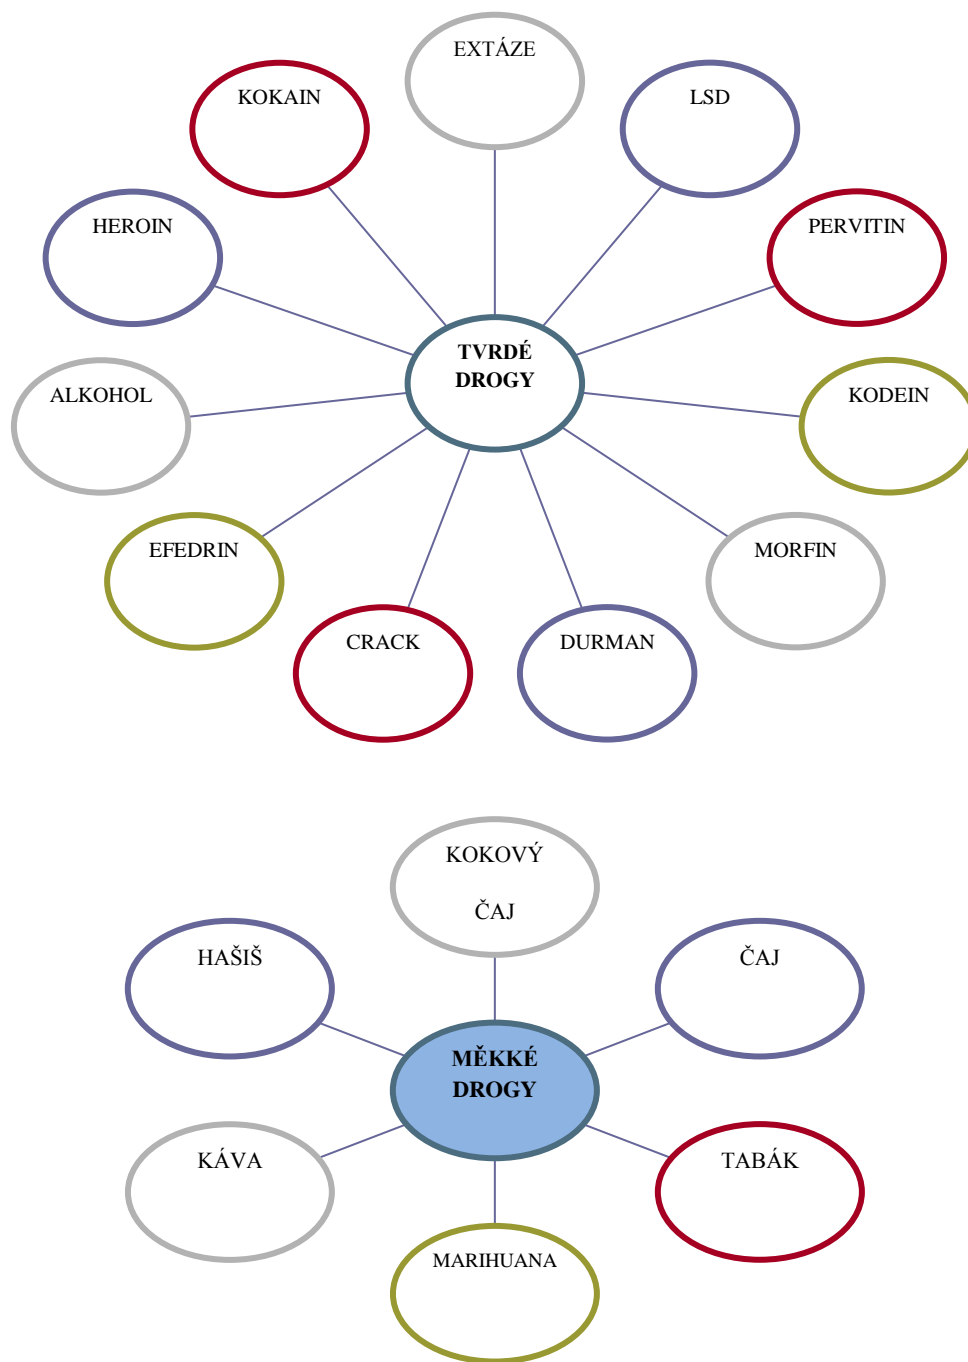 EXTÁZE
KOKAIN
LSD
HEROIN
PERVITIN
TVRDÉ
DROGY
ALKOHOL
KODEIN
EFEDRIN
MORFIN
CRACK
DURMAN
KOKOVÝ
ČAJ
HAŠIŠ
ČAJ
MĚKKÉ
DROGY
KÁVA
TABÁK
MARIHUANA